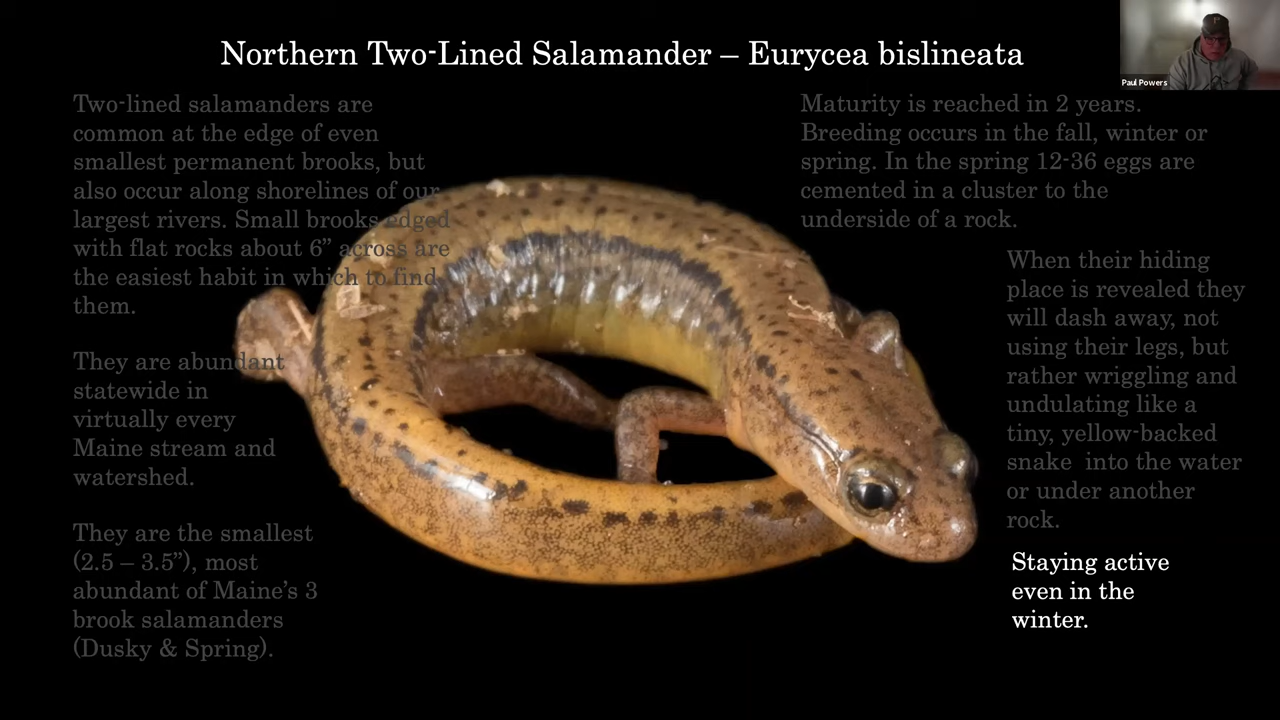 Northern Two-Lined Salamander – Eurycea bislineata
Paul Powers
Two-lined salamanders are
common at the edge of even
smallest permanent brooks, but
also occur along shorelines of our
largest rivers. Small brooks edged
with flat rocks about 6” across are
the easiest habit in which to find
them.
They are abundant
statewide in
virtually every
Maine stream and
watershed.
They are the smallest
(2.5 – 3.5”), most
abundant of Maine’s 3
brook salamanders
(Dusky & Spring).
Maturity is reached in 2 years.
Breeding occurs in the fall, winter or
spring. In the spring 12-36 eggs are
cemented in a cluster to the
underside of a rock.
When their hiding
place is revealed they
will dash away, not
using their legs, but
rather wriggling and
undulating like a
tiny, yellow-backed
snake  into the water
or under another
rock.
Staying active
even in the
winter.